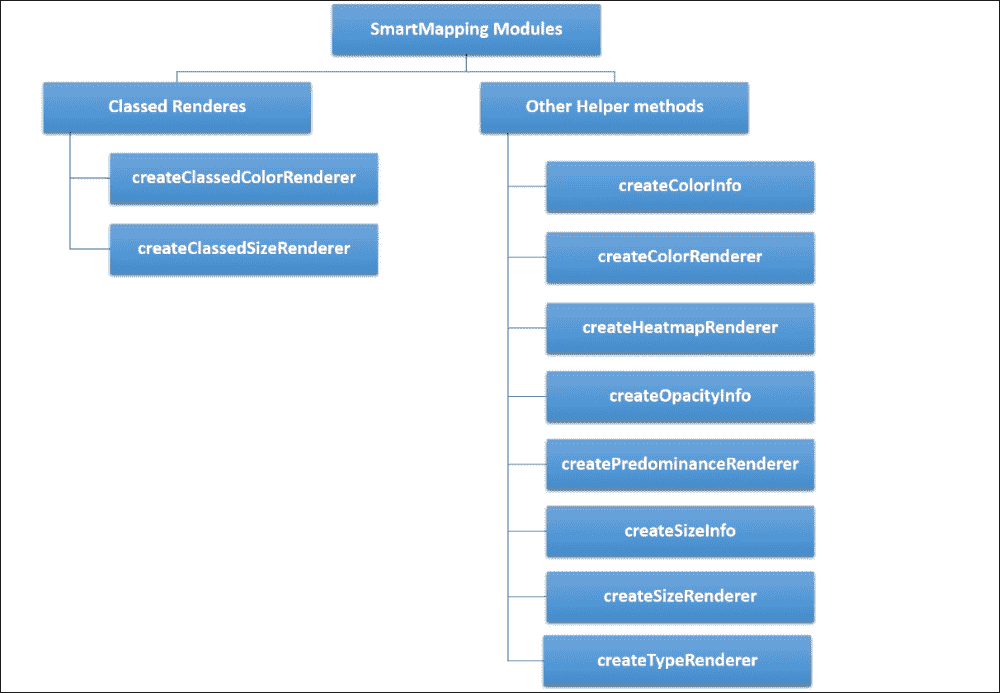 SmartMapping Modules
Classed Renderes
createClassedColorRenderer
createClassedSizeRenderer
Other Helper methods
createColorInfo
createColorRenderer
createHeatmapRenderer
createOpacityInfo
createPredominanceRenderer
createSizeInfo
createSizeRenderer
createTypeRenderer